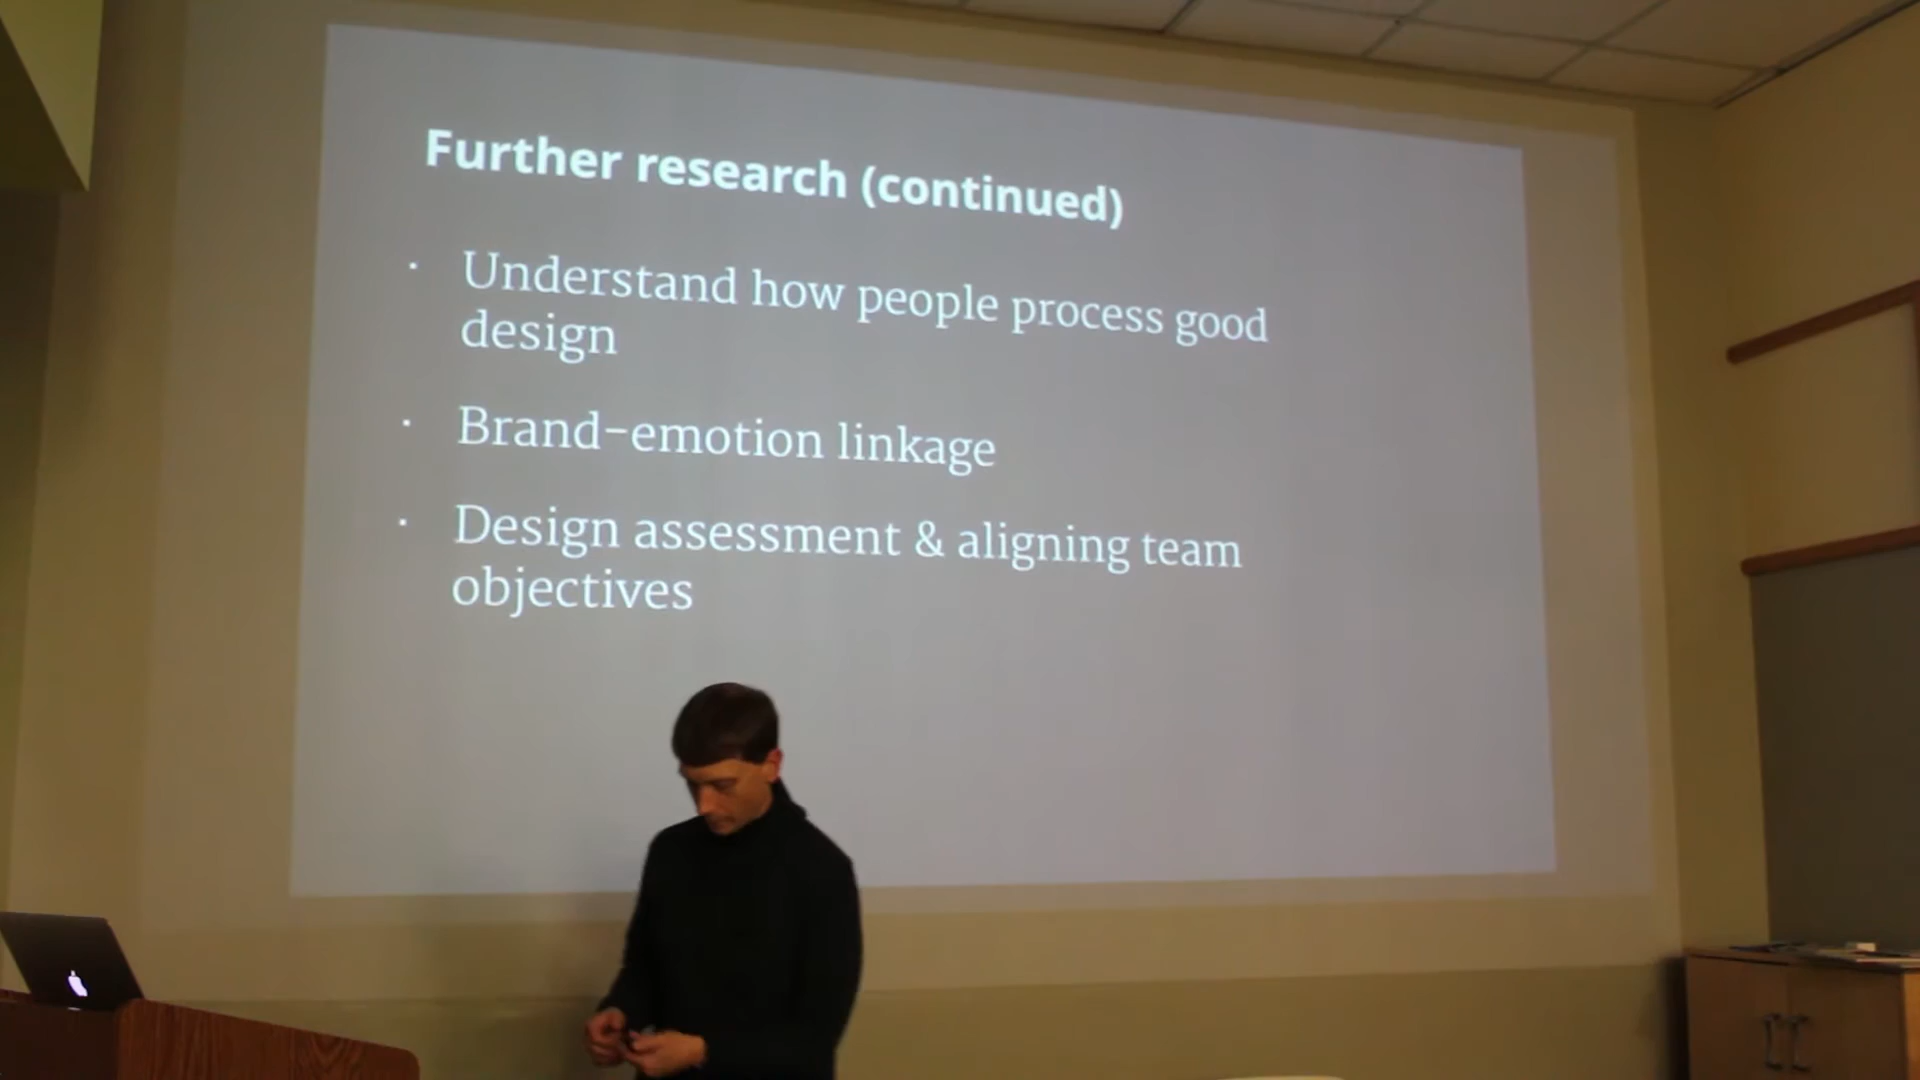 Further research (continued)
· Understand how people process good
design
· Brand-emotion linkage
· Design assessment & aligning team
objectives